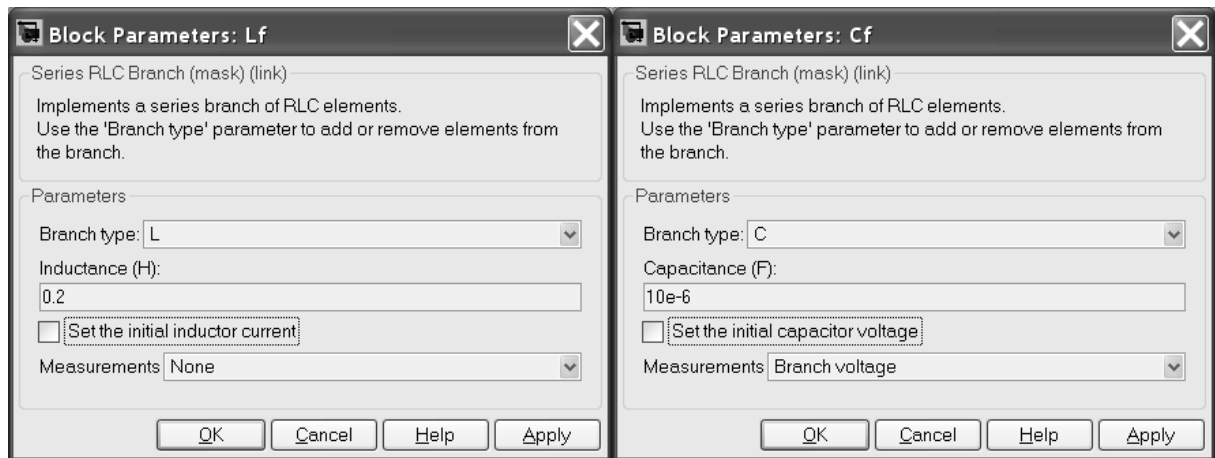 Block Parameters: Lf
Series RLC Branch (mask) (link)
Implements a series branch of RLC elements.
Use the 'Branch type' parameter to add or remove elements from
the branch.
Parameters
Branch type: L
Inductance (H):
0.2
Set the initial inductor current
Measurements None
OK Cancel Help Apply
Block Parameters: Cf
Series RLC Branch (mask) (link)
Implements a series branch of RLC elements.
Use the 'Branch type' parameter to add or remove elements from
the branch.
Parameters
Branch type: C
Capacitance (F):
10e-6
Set the initial capacitor voltage
Measurements Branch voltage
OK Cancel Help Apply